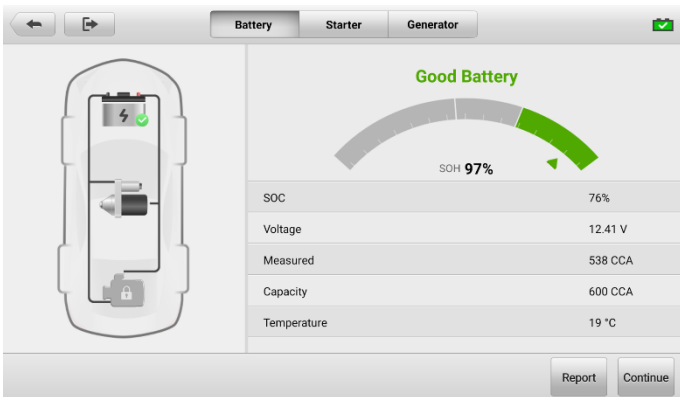 Battery Starter Generator
Good Battery
SOH 97%
SOC 76%
Voltage 12.41 V
Measured 538 CCA
Capacity 600 CCA
Temperature 19 °C
Report Continue